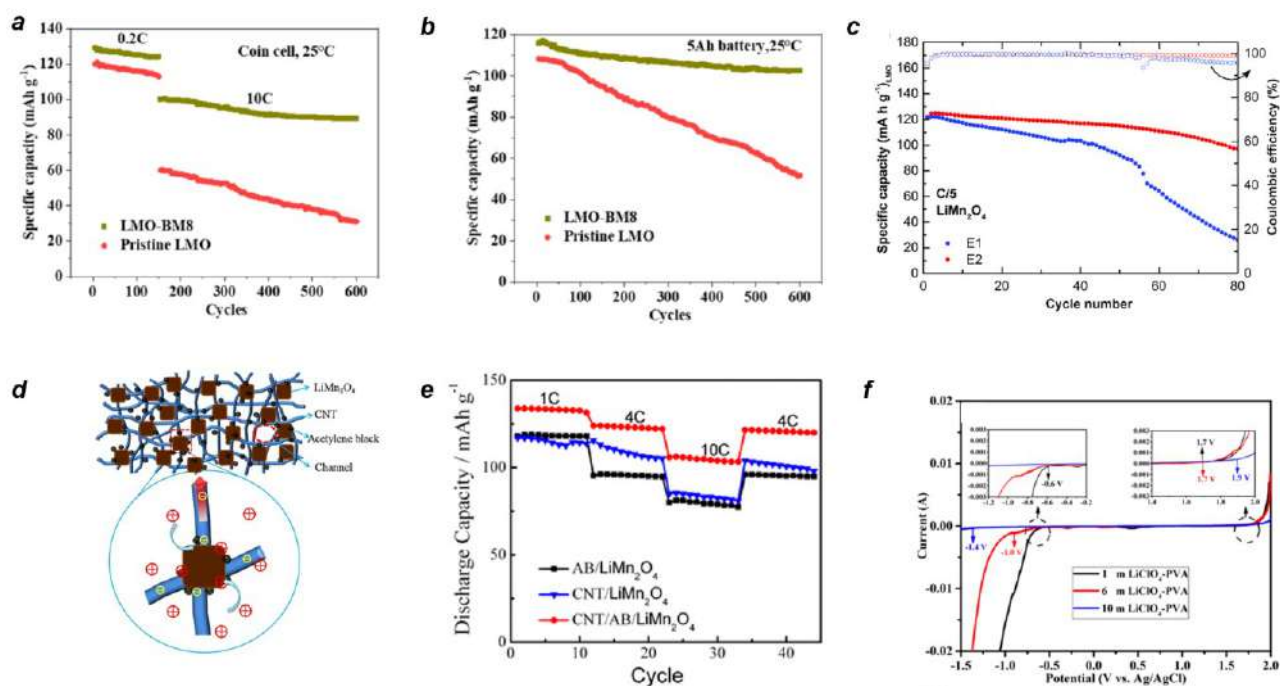 a
0.2C
Coin cell, 25°C
10C
LMO-BM8
Pristine LMO
Specific capacity (mAh g⁻¹)
140
120
100
80
60
40
20
0
0 100 200 300 400 500 600
Cycles
b
5Ah battery,25°C
LMO-BM8
Pristine LMO
Specific capacity (mAh g⁻¹)
120
100
80
60
40
20
0
0 100 200 300 400 500 600
Cycles
c
Specific capacity (mA h g⁻¹)LMO
180
160
140
120
100
80
60
40
20
0
C/5
LiMn₂O₄
E1
E2
0 20 40 60 80
Cycle number
100
80
60
40
20
0
Coulombic efficiency (%)
d
LiMn₂O₄
CNT
Acetylene black
Channel
e
Discharge Capacity / mAh g⁻¹
150
100
50
0
1C
4C
10C
4C
AB/LiMn₂O₄
CNT/LiMn₂O₄
CNT/AB/LiMn₂O₄
0 10 20 30 40
Cycle
f
Current (A)
0.02
0.01
0.00
-0.01
-0.02
-0.6 V
1.7 V
1.7 V
1.9 V
-1.4 V
-1.0 V
1 m LiClO₄-PVA
6 m LiClO₄-PVA
10 m LiClO₄-PVA
-1.5 -1.0 -0.5 0.0 0.5 1.0 1.5 2.0
Potential (V vs. Ag/AgCl)